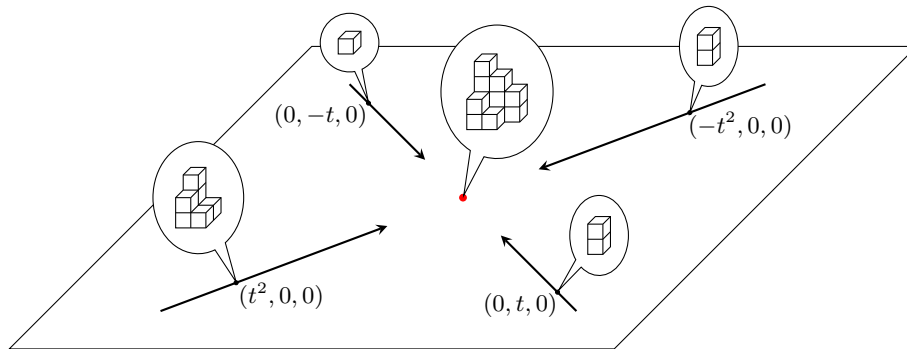 (0, −t, 0)
(−t², 0, 0)
(t², 0, 0)
(0, t, 0)